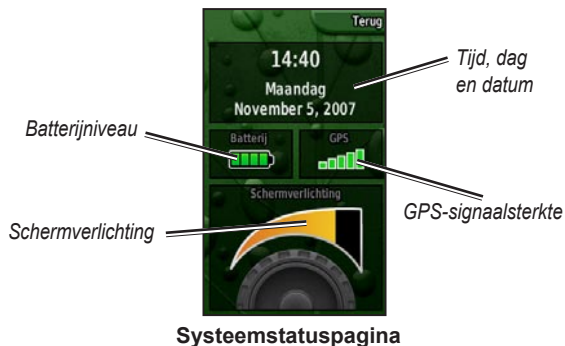 Terug
14:40
Maandag
November 5, 2007
Tijd, dag
en datum
Batterijniveau
Batterij
GPS
GPS-signaalsterkte
Schermverlichting
Schermverlichting
Systeemstatuspagina